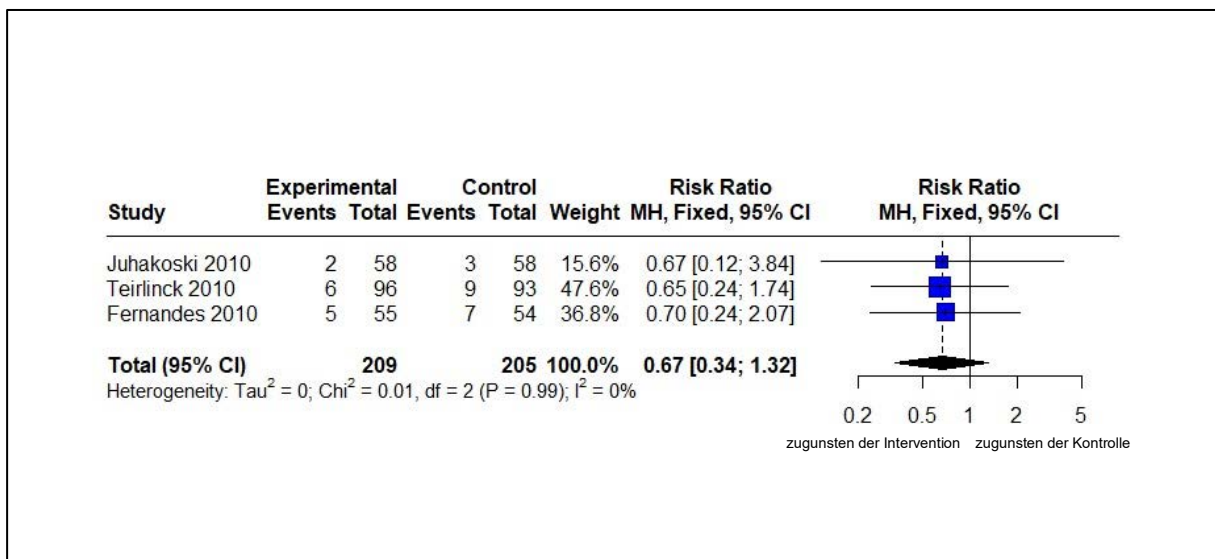 Experimental Control Risk Ratio Risk Ratio
Study Events Total Events Total Weight MH, Fixed, 95% CI MH, Fixed, 95% CI
Juhakoski 2010 2 58 3 58 15.6% 0.67 [0.12; 3.84]
Teirlinck 2010 6 96 9 93 47.6% 0.65 [0.24; 1.74]
Fernandes 2010 5 55 7 54 36.8% 0.70 [0.24; 2.07]
Total (95% CI) 209 205 100.0% 0.67 [0.34; 1.32]
Heterogeneity: Tau² = 0; Chi² = 0.01, df = 2 (P = 0.99); I² = 0%
0.2 0.5 1 2 5
zugunsten der Intervention zugunsten der Kontrolle